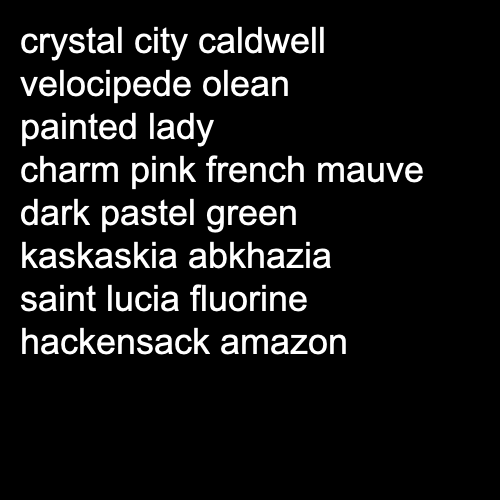 crystal city caldwell
velocipede olean
painted lady
charm pink french mauve
dark pastel green
kaskaskia abkhazia
saint lucia fluorine
hackensack amazon